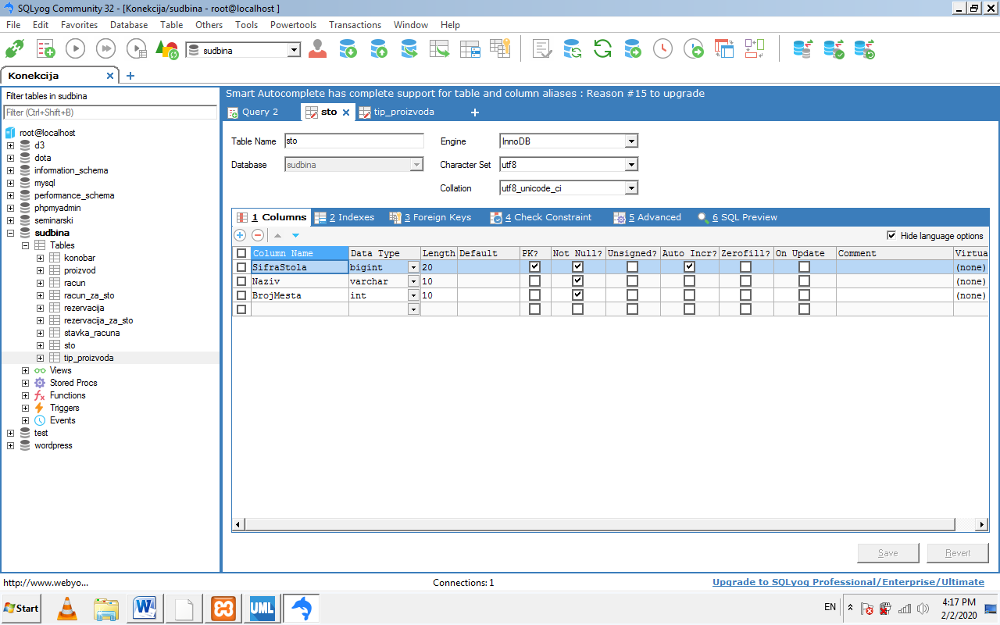 SQLyog Community 32 - [Konekcija/sudbina - root@localhost ]
File Edit Favorites Database Table Others Tools Powertools Transactions Window Help
sudbina
Konekcija
Filter tables in sudbina
Filter (Ctrl+Shift+B)
root@localhost
d3
dota
information_schema
mysql
performance_schema
phpmyadmin
seminarski
sudbina
Tables
konobar
proizvod
racun
racun_za_sto
rezervacija
rezervacija_za_sto
stavka_racuna
sto
tip_proizvoda
Views
Stored Procs
Functions
Triggers
Events
test
wordpress
Smart Autocomplete has complete support for table and column aliases : Reason #15 to upgrade
Query 2 sto tip_proizvoda
Table Name sto Engine InnoDB
Database sudbina Character Set utf8
Collation utf8_unicode_ci
1 Columns 2 Indexes 3 Foreign Keys 4 Check Constraint 5 Advanced 6 SQL Preview
Hide language options
Column Name Data Type Length Default PK? Not Null? Unsigned? Auto Incr? Zerofill? On Update Comment Virtua
SifraStola bigint 20 (none)
Naziv varchar 10 (none)
BrojMesta int 10 (none)
Save Revert
http://www.webyo... Connections: 1 Upgrade to SQLyog Professional/Enterprise/Ultimate
Start W UML EN 4:17 PM
2/2/2020